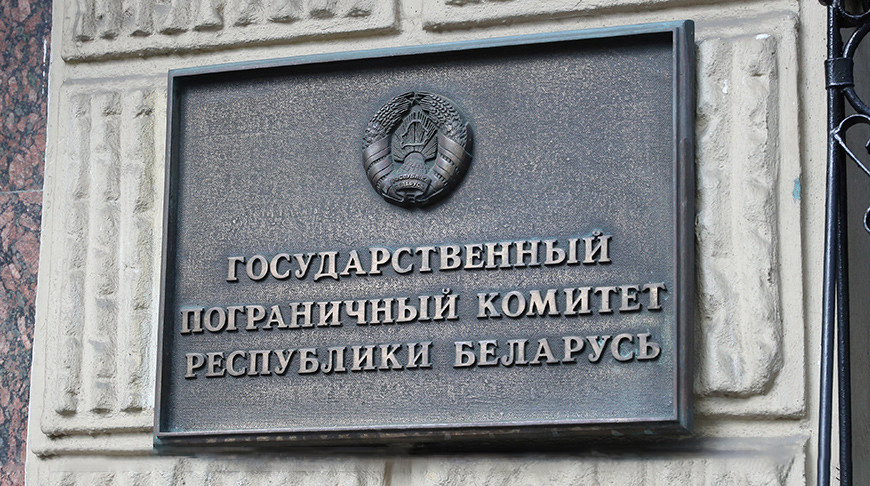 ГОСУДАРСТВЕННЫЙ
ПОГРАНИЧНЫЙ КОМИТЕТ
РЕСПУБЛИКИ БЕЛАРУСЬ